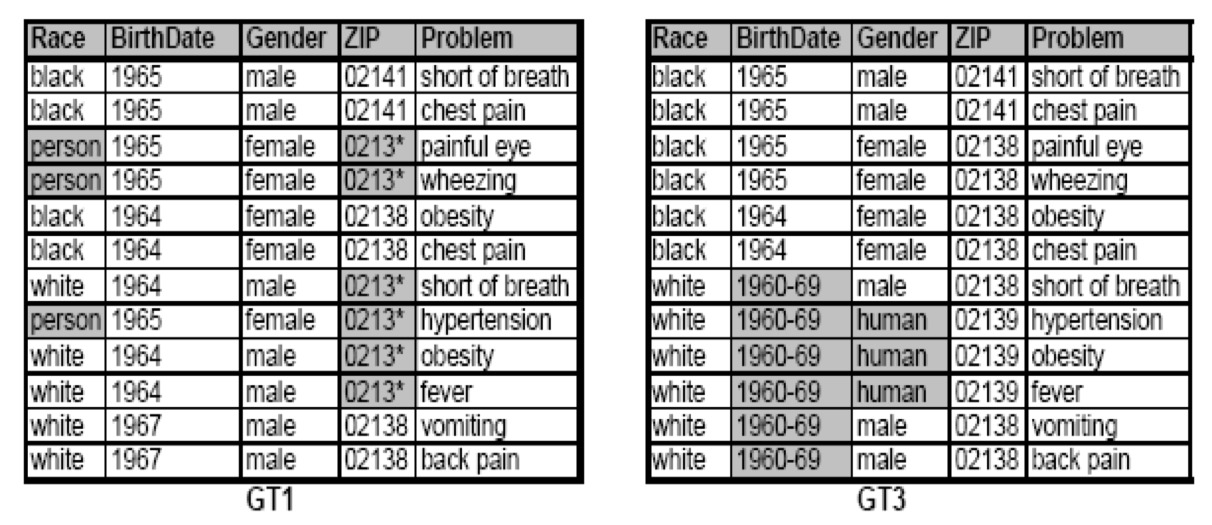 Race BirthDate Gender ZIP Problem
black 1965 male 02141 short of breath
black 1965 male 02141 chest pain
person 1965 female 0213* painful eye
person 1965 female 0213* wheezing
black 1964 female 02138 obesity
black 1964 female 02138 chest pain
white 1964 male 0213* short of breath
person 1965 female 0213* hypertension
white 1964 male 0213* obesity
white 1964 male 0213* fever
white 1967 male 02138 vomiting
white 1967 male 02138 back pain
GT1
Race BirthDate Gender ZIP Problem
black 1965 male 02141 short of breath
black 1965 male 02141 chest pain
black 1965 female 02138 painful eye
black 1965 female 02138 wheezing
black 1964 female 02138 obesity
black 1964 female 02138 chest pain
white 1960-69 male 02138 short of breath
white 1960-69 human 02139 hypertension
white 1960-69 human 02139 obesity
white 1960-69 human 02139 fever
white 1960-69 male 02138 vomiting
white 1960-69 male 02138 back pain
GT3